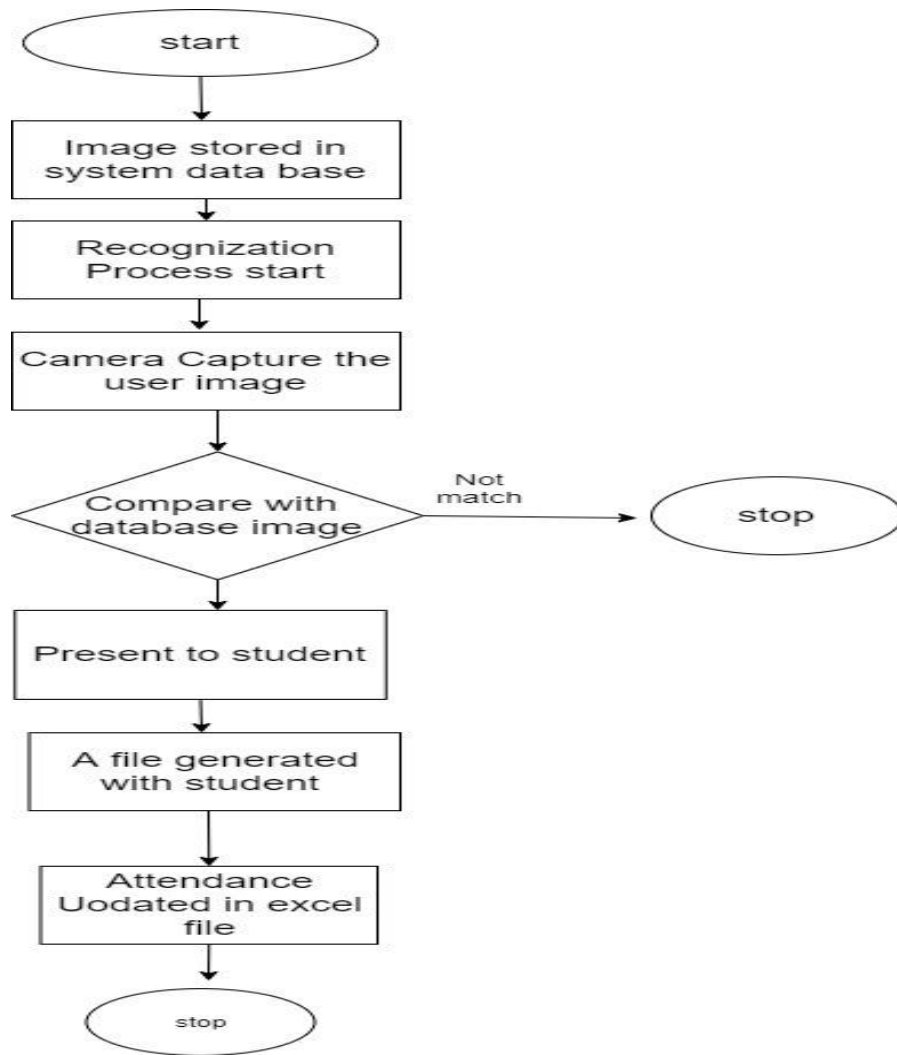 start
Image stored in
system data base
Recognization
Process start
Camera Capture the
user image
Compare with
database image
Not
match
stop
Present to student
A file generated
with student
Attendance
Uodated in excel
file
stop